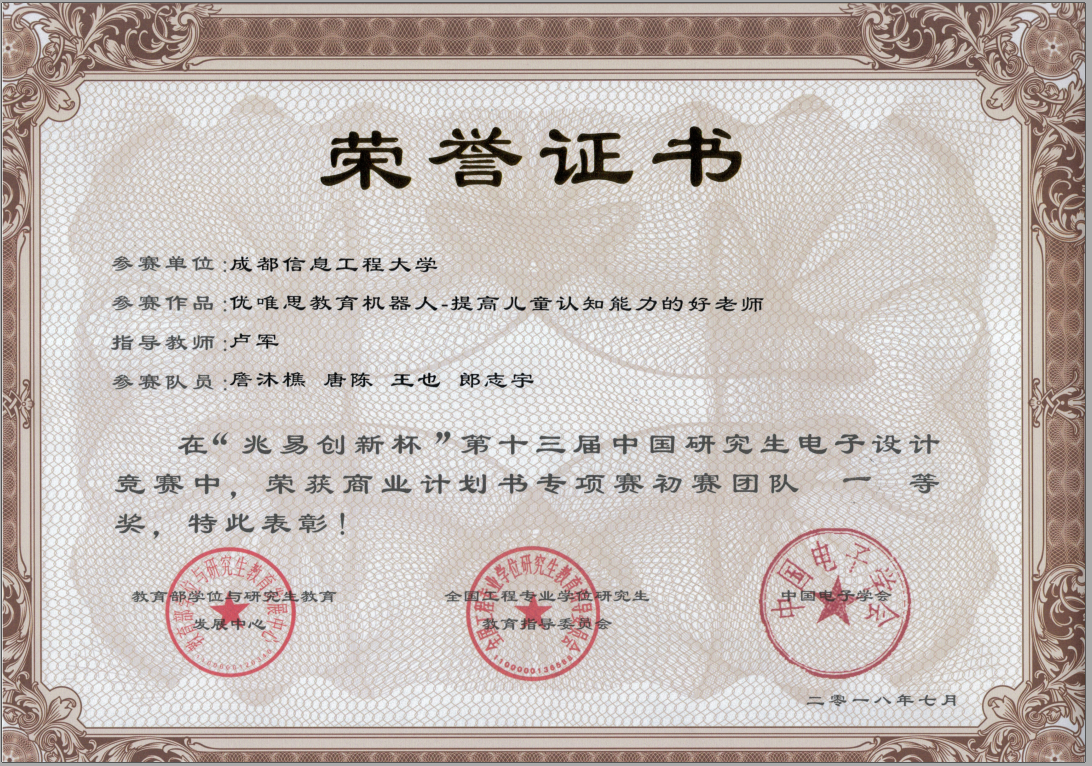 荣誉证书
参赛单位:成都信息工程大学
参赛作品:优唯思教育机器人-提高儿童认知能力的好老师
指导教师:卢军
参赛队员:詹沐樵 唐陈 王也 郎志宇
在“兆易创新杯”第十三届中国研究生电子设计
竞赛中，荣获商业计划书专项赛初赛团队 一 等
奖，特此表彰！
教育部学位与研究生教育
发展中心
全国工程专业学位研究生
教育指导委员会
中国电子学会
中国电子学会
二零一八年七月